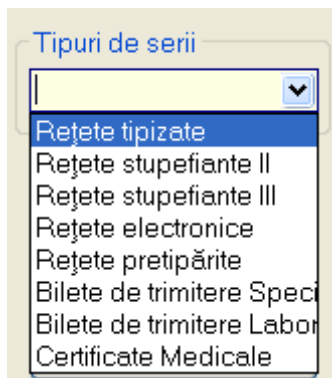 Tipuri de serii
Rețete tipizate
Rețete stupefiante II
Rețete stupefiante III
Rețete electronice
Rețete pretipărite
Bilete de trimitere Speci
Bilete de trimitere Labor
Certificate Medicale